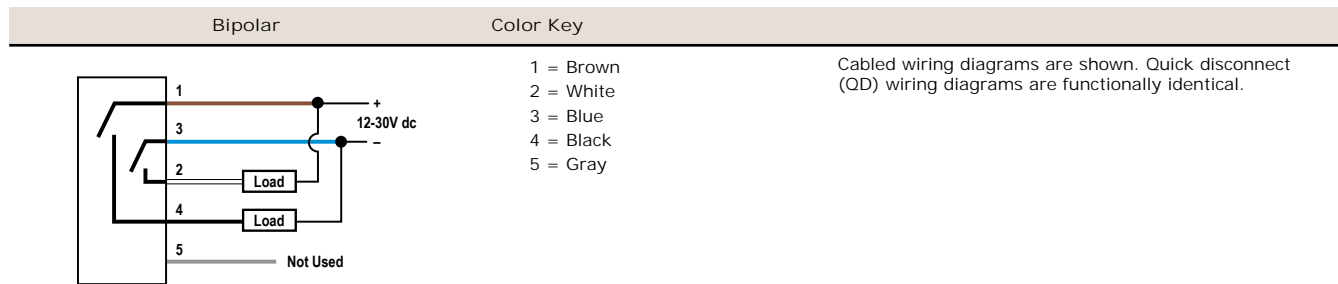 Bipolar Color Key
1
+
12-30V dc
3
–
2
Load
4
Load
5
Not Used
1 = Brown
2 = White
3 = Blue
4 = Black
5 = Gray
Cabled wiring diagrams are shown. Quick disconnect
(QD) wiring diagrams are functionally identical.